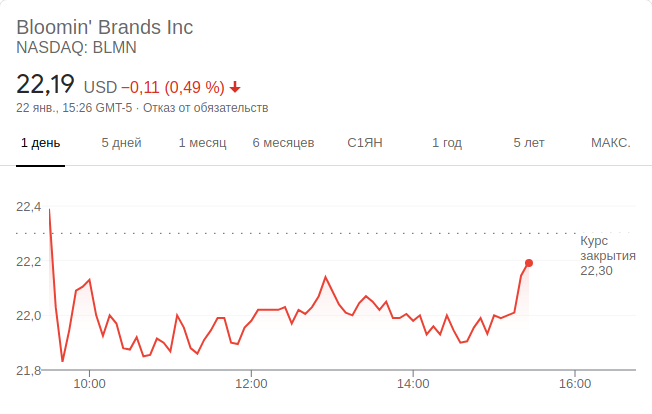 Bloomin' Brands Inc
NASDAQ: BLMN
22,19 USD −0,11 (0,49 %)
22 янв., 15:26 GMT-5 · Отказ от обязательств
1 день 5 дней 1 месяц 6 месяцев С1ЯН 1 год 5 лет МАКС.
22,4
Курс
закрытия
22,30
22,2
22,0
21,8
10:00 12:00 14:00 16:00